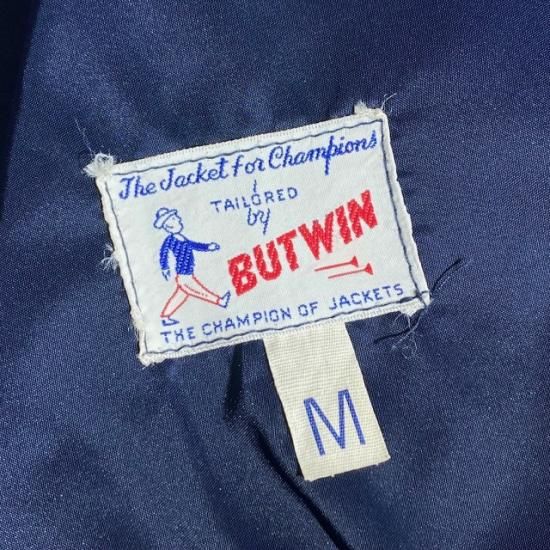 The Jacket for Champions
TAILORED
by
BUTWIN
THE CHAMPION OF JACKETS
M